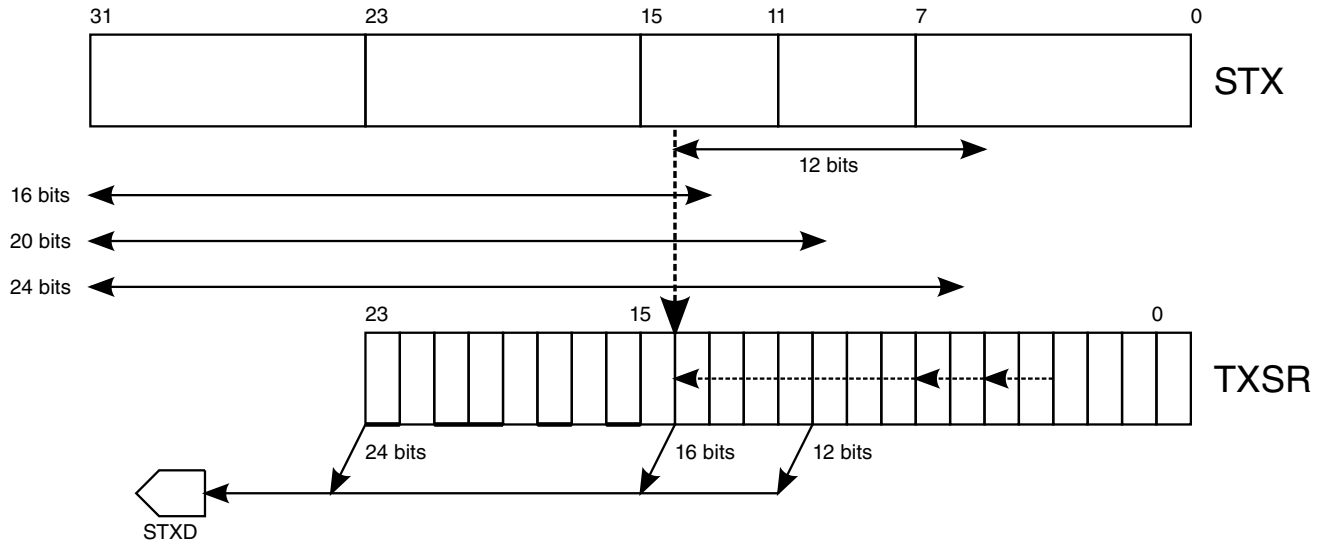 31 23 15 11 7 0
STX
12 bits
16 bits
20 bits
24 bits
23 15 0
TXSR
24 bits 16 bits 12 bits
STXD